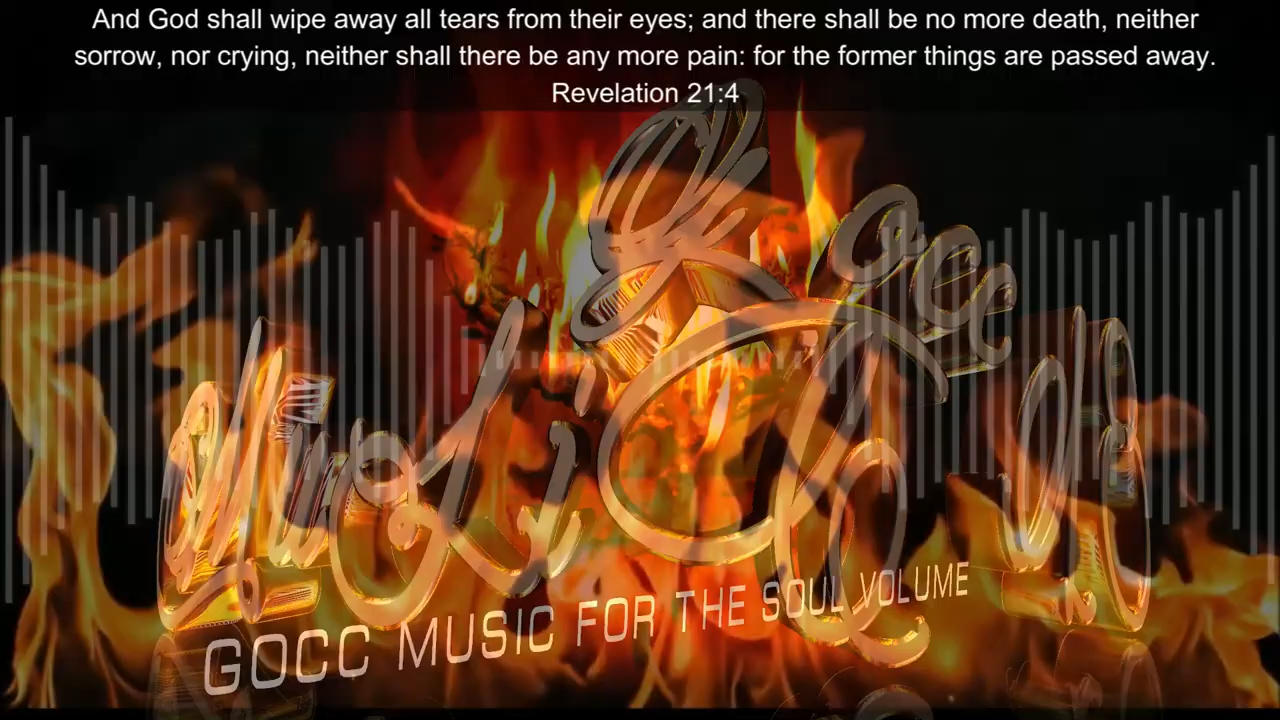 And God shall wipe away all tears from their eyes; and there shall be no more death, neither
sorrow, nor crying, neither shall there be any more pain: for the former things are passed away.
Revelation 21:4
GOCC MUSIC FOR THE SOUL VOLUME